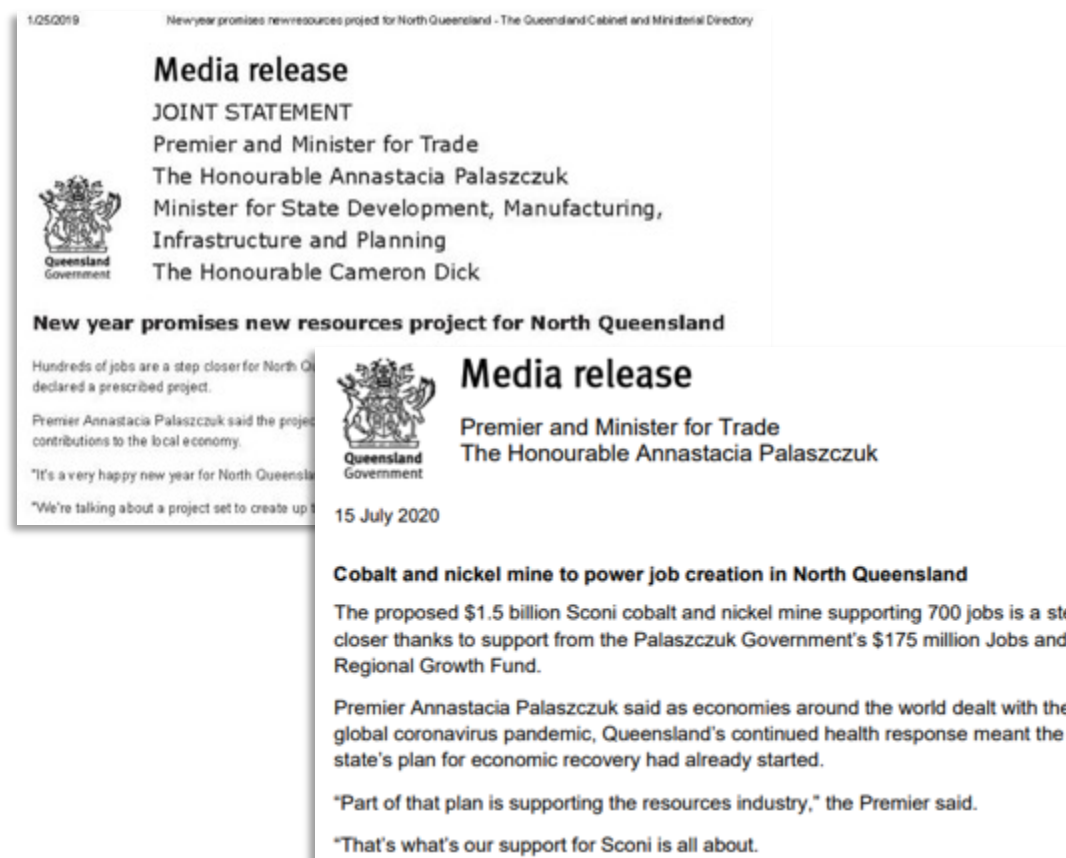 1/25/2019 New year promises new resources project for North Queensland - The Queensland Cabinet and Ministerial Directory
Media release
JOINT STATEMENT
Premier and Minister for Trade
The Honourable Annastacia Palaszczuk
Minister for State Development, Manufacturing,
Infrastructure and Planning
The Honourable Cameron Dick
Queensland
Government
New year promises new resources project for North Queensland
Hundreds of jobs are a step closer for North
declared a prescribed project.
Premier Annastacia Palaszczuk said the
contributions to the local economy.
"It's a very happy new year for North
"We're talking about a project set to create up
Media release
Premier and Minister for Trade
The Honourable Annastacia Palaszczuk
Queensland
Government
15 July 2020
Cobalt and nickel mine to power job creation in North Queensland
The proposed $1.5 billion Sconi cobalt and nickel mine supporting 700 jobs is a
closer thanks to support from the Palaszczuk Government's $175 million Jobs and
Regional Growth Fund.
Premier Annastacia Palaszczuk said as economies around the world dealt with the
global coronavirus pandemic, Queensland's continued health response meant the
state's plan for economic recovery had already started.
"Part of that plan is supporting the resources industry," the Premier said.
"That's what's our support for Sconi is all about.